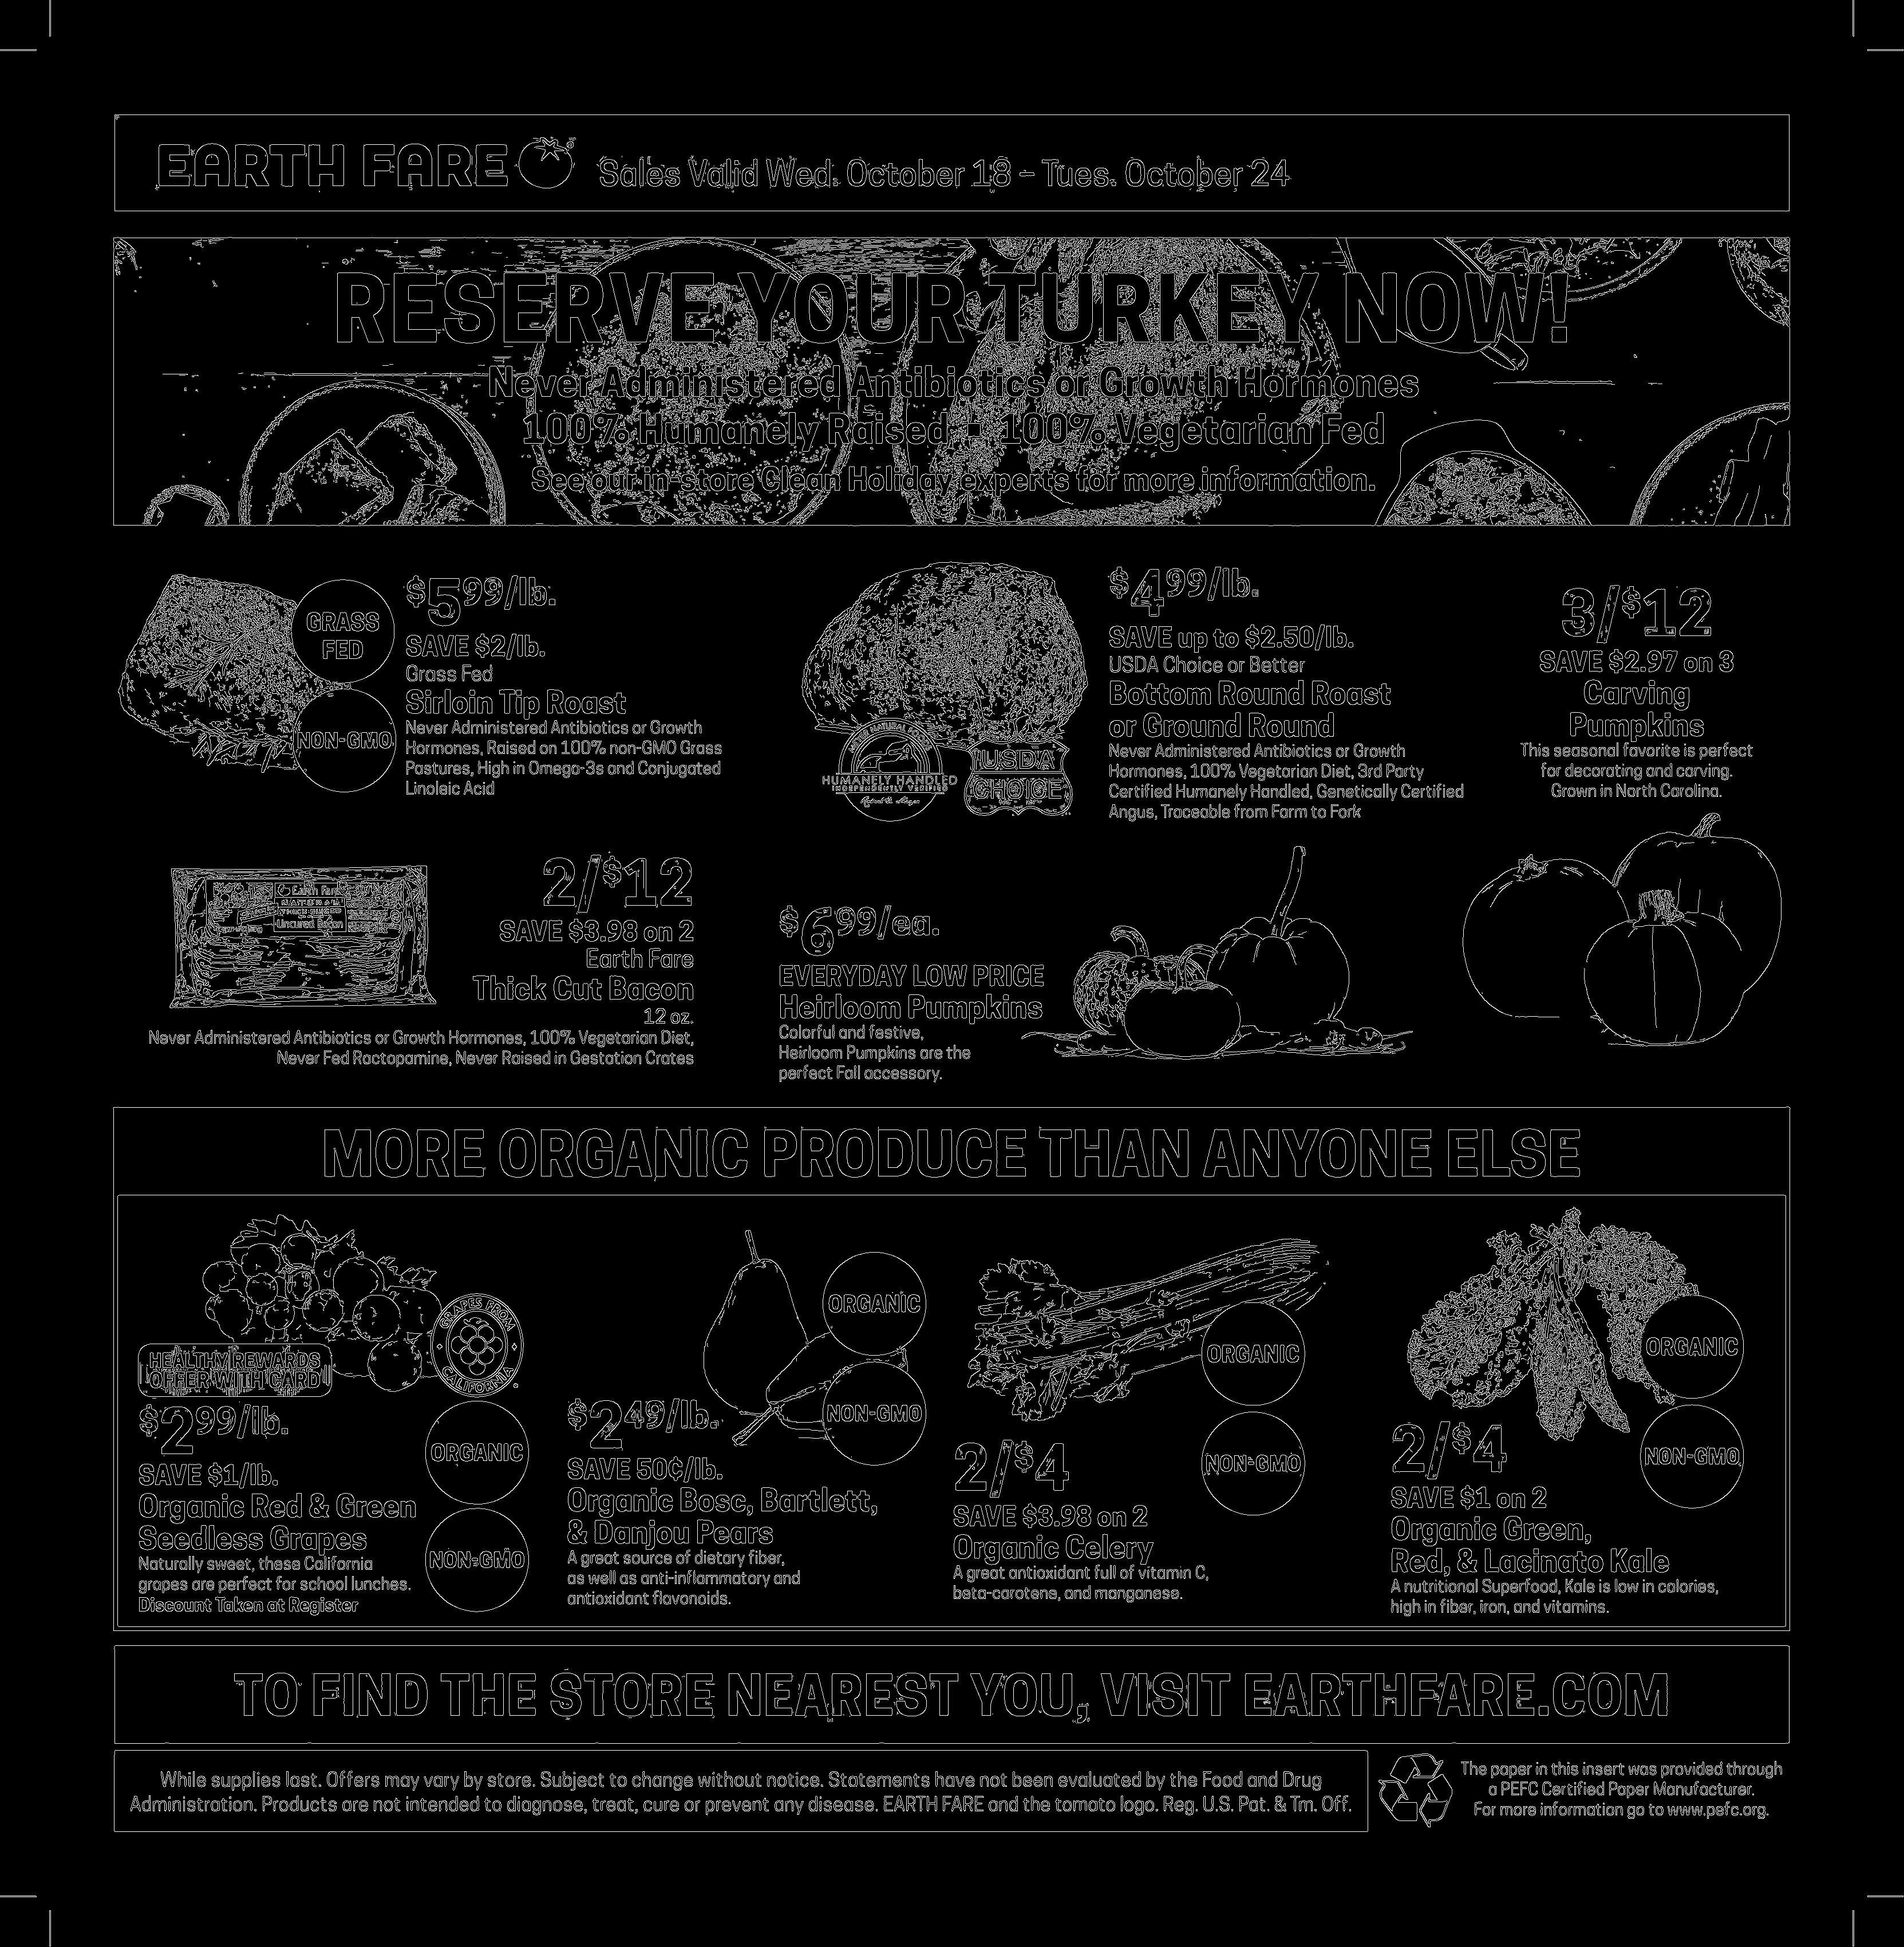 EARTH FARE
Sales Valid Wed. October 18 – Tues. October 24
RESERVE YOUR TURKEY NOW!
Never Administered Antibiotics or Growth Hormones
100% Humanely Raised • 100% Vegetarian Fed
See our in-store Clean Holiday experts for more information.
GRASS
FED
NON-GMO
$5 99/lb.
SAVE $2/lb.
Grass Fed
Sirloin Tip Roast
Never Administered Antibiotics or Growth
Hormones, Raised on 100% non-GMO Grass
Pastures, High in Omega-3s and Conjugated
Linoleic Acid
HUMANELY HANDLED
INDEPENDENTLY VERIFIED
USDA
CHOICE
$4 99/lb.
SAVE up to $2.50/lb.
USDA Choice or Better
Bottom Round Roast
or Ground Round
Never Administered Antibiotics or Growth
Hormones, 100% Vegetarian Diet, 3rd Party
Certified Humanely Handled, Genetically Certified
Angus, Traceable from Farm to Fork
3/$12
SAVE $2.97 on 3
Carving
Pumpkins
This seasonal favorite is perfect
for decorating and carving.
Grown in North Carolina.
Earth Fare
Uncured Bacon
2/$12
SAVE $3.98 on 2
Earth Fare
Thick Cut Bacon
12 oz.
Never Administered Antibiotics or Growth Hormones, 100% Vegetarian Diet,
Never Fed Ractopamine, Never Raised in Gestation Crates
$6 99/ea.
EVERYDAY LOW PRICE
Heirloom Pumpkins
Colorful and festive,
Heirloom Pumpkins are the
perfect Fall accessory.
MORE ORGANIC PRODUCE THAN ANYONE ELSE
GRAPES FROM
CALIFORNIA
HEALTHY REWARDS
OFFER WITH CARD
$2 99/lb.
SAVE $1/lb.
Organic Red & Green
Seedless Grapes
Naturally sweet, these California
grapes are perfect for school lunches.
Discount Taken at Register
ORGANIC
NON-GMO
ORGANIC
NON-GMO
$2 49/lb.
SAVE 50¢/lb.
Organic Bosc, Bartlett,
& Danjou Pears
A great source of dietary fiber,
as well as anti-inflammatory and
antioxidant flavonoids.
ORGANIC
NON-GMO
2/$4
SAVE $3.98 on 2
Organic Celery
A great antioxidant full of vitamin C,
beta-carotene, and manganese.
ORGANIC
NON-GMO
2/$4
SAVE $1 on 2
Organic Green,
Red, & Lacinato Kale
A nutritional Superfood, Kale is low in calories,
high in fiber, iron, and vitamins.
TO FIND THE STORE NEAREST YOU, VISIT EARTHFARE.COM
While supplies last. Offers may vary by store. Subject to change without notice. Statements have not been evaluated by the Food and Drug
Administration. Products are not intended to diagnose, treat, cure or prevent any disease. EARTH FARE and the tomato logo. Reg. U.S. Pat. & Tm. Off.
The paper in this insert was provided through
a PEFC Certified Paper Manufacturer.
For more information go to www.pefc.org.